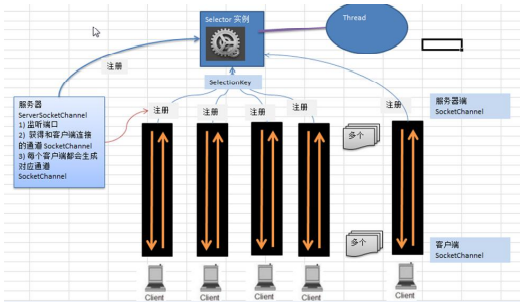 Selector 实例
Thread
注册
SelectionKey
服务器
ServerSocketChannel
1) 监听端口
2) 获得和客户端连接
的通道 SocketChannel
3) 每个客户端都会生成
对应通道
SocketChannel
注册
注册
注册
注册
注册
服务器端
SocketChannel
多个
多个
客户端
SocketChannel
Client
Client
Client
Client
Client